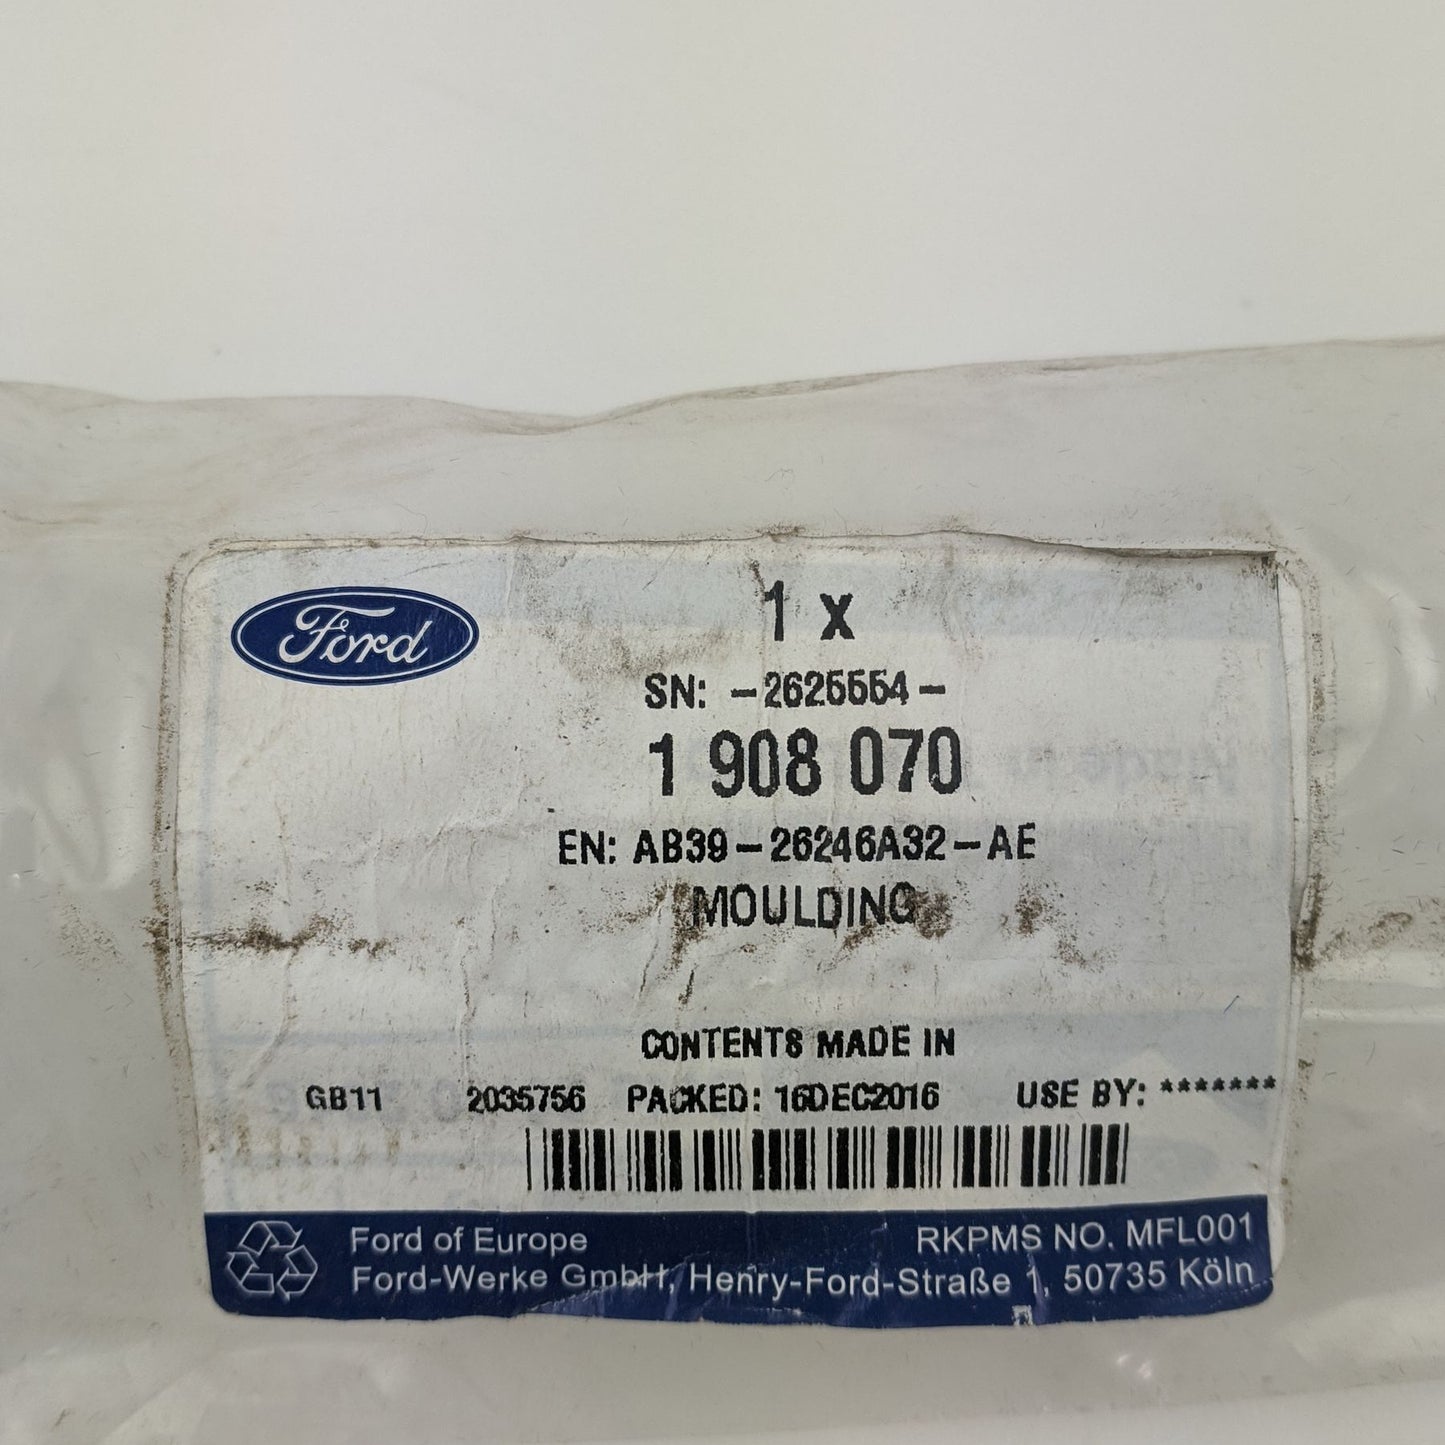 Ford
1 x
SN: -2625554-
1 908 070
EN: AB39-26246A32-AE
MOULDING
CONTENTS MADE IN
GB11 2035756 PACKED: 16DEC2016 USE BY: *******
Ford of Europe RKPMS NO. MFL001
Ford-Werke GmbH, Henry-Ford-Straße 1, 50735 Köln